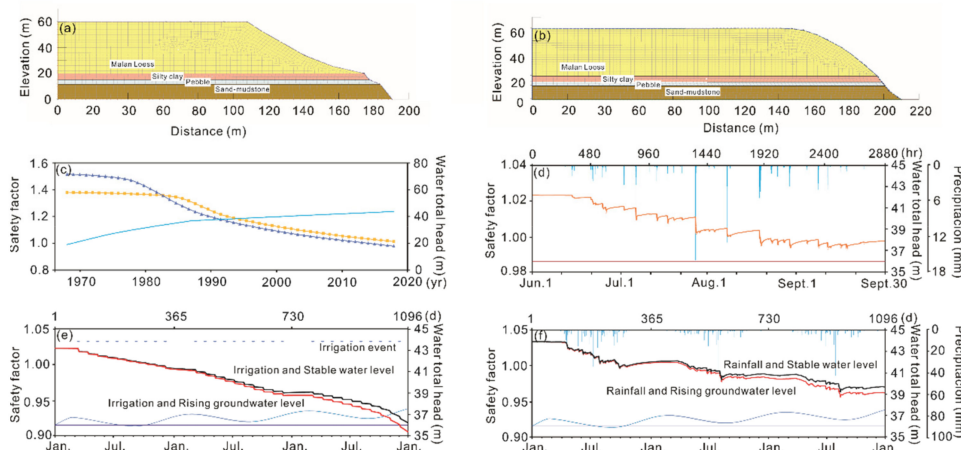 (a)
Elevation (m)
60
40
20
0
Malan Loess
Silty clay
Pebble
Sand-mudstone
0 20 40 60 80 100 120 140 160 180 200
Distance (m)
(b)
Elevation (m)
60
40
20
0
Malan Loess
Silty clay
Pebble
Sand-mudstone
0 20 40 60 80 100 120 140 160 180 200 220
Distance (m)
(c)
Safety factor
1.6
1.4
1.2
1.0
0.8
80
60
40
20
0
Water total head (m)
1970 1980 1990 2000 2010 2020 (yr)
(d)
0 480 960 1440 1920 2400 2880 (hr)
Safety factor
1.04
1.02
1.00
0.98
45
43
41
39
37
35
Water total head (m)
0
6
12
18
Precipitation (mm)
Jun.1 Jul.1 Aug.1 Sept.1 Sept.30
(e)
1 365 730 1096 (d)
Safety factor
1.05
1.00
0.95
0.90
45
43
41
39
37
35
Water total head (m)
Irrigation event
Irrigation and Stable water level
Irrigation and Rising groundwater level
Jan. Jul. Jan. Jul. Jan. Jul. Jan.
(f)
1 365 730 1096 (d)
Safety factor
1.05
1.00
0.95
0.90
45
43
41
39
37
35
Water total head (m)
0
20
40
60
80
100
Precipitation (mm)
Rainfall and Stable water level
Rainfall and Rising groundwater level
Jan. Jul. Jan. Jul. Jan. Jul. Jan.